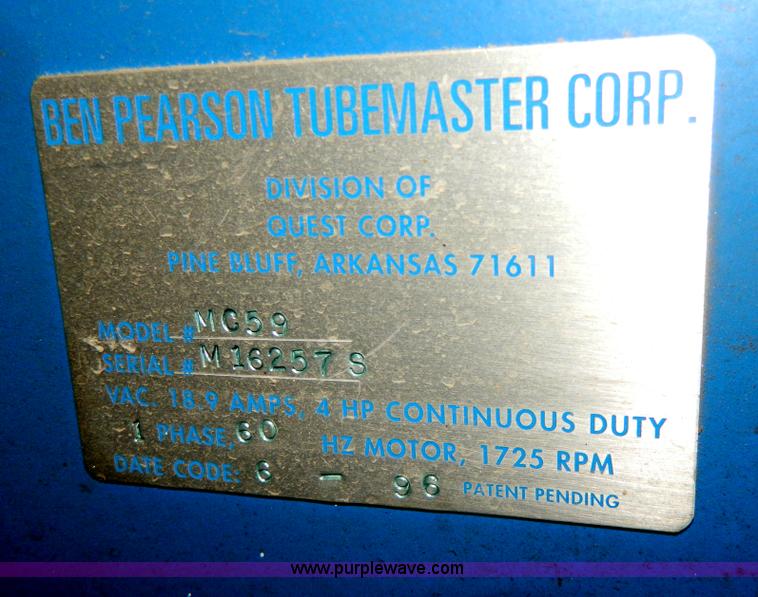 BEN PEARSON TUBEMASTER CORP.
DIVISION OF
QUEST CORP.
PINE BLUFF, ARKANSAS 71611
MODEL # MC59
SERIAL # M16257S
VAC. 18.9 AMPS, 4 HP CONTINUOUS DUTY
1 PHASE, 60 HZ MOTOR, 1725 RPM
DATE CODE: 6 - 96 PATENT PENDING
www.purplewave.com